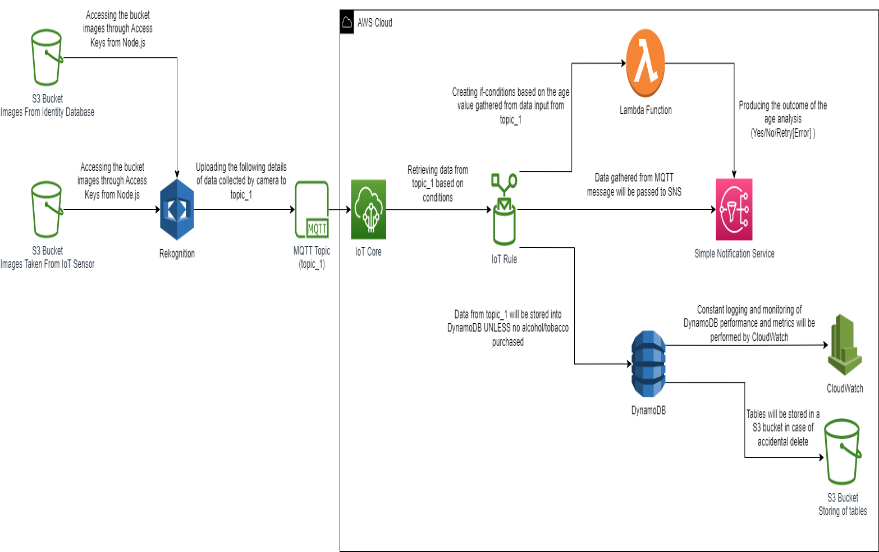 Accessing the bucket
images through Access
Keys from Node.js
S3 Bucket
Images From Identity Database
Accessing the bucket
images through Access
Keys from Node.js
S3 Bucket
Images Taken From IoT Sensor
Rekognition
Uploading the following details
of data collected by camera to
topic_1
MQTT
MQTT Topic
(topic_1)
AWS Cloud
IoT Core
Retrieving data from
topic_1 based on
conditions
IoT Rule
Creating if-conditions based on the age
value gathered from data input from
topic_1
Lambda Function
Producing the outcome of the
age analysis
(Yes/No/Retry[Error] )
Data gathered from MQTT
message will be passed to SNS
Simple Notification Service
Data from topic_1 will be stored into
DynamoDB UNLESS no alcohol/tobacco
purchased
DynamoDB
Constant logging and monitoring of
DynamoDB performance and metrics will be
performed by CloudWatch
CloudWatch
Tables will be stored in a
S3 bucket in case of
accidental delete
S3 Bucket
Storing of tables